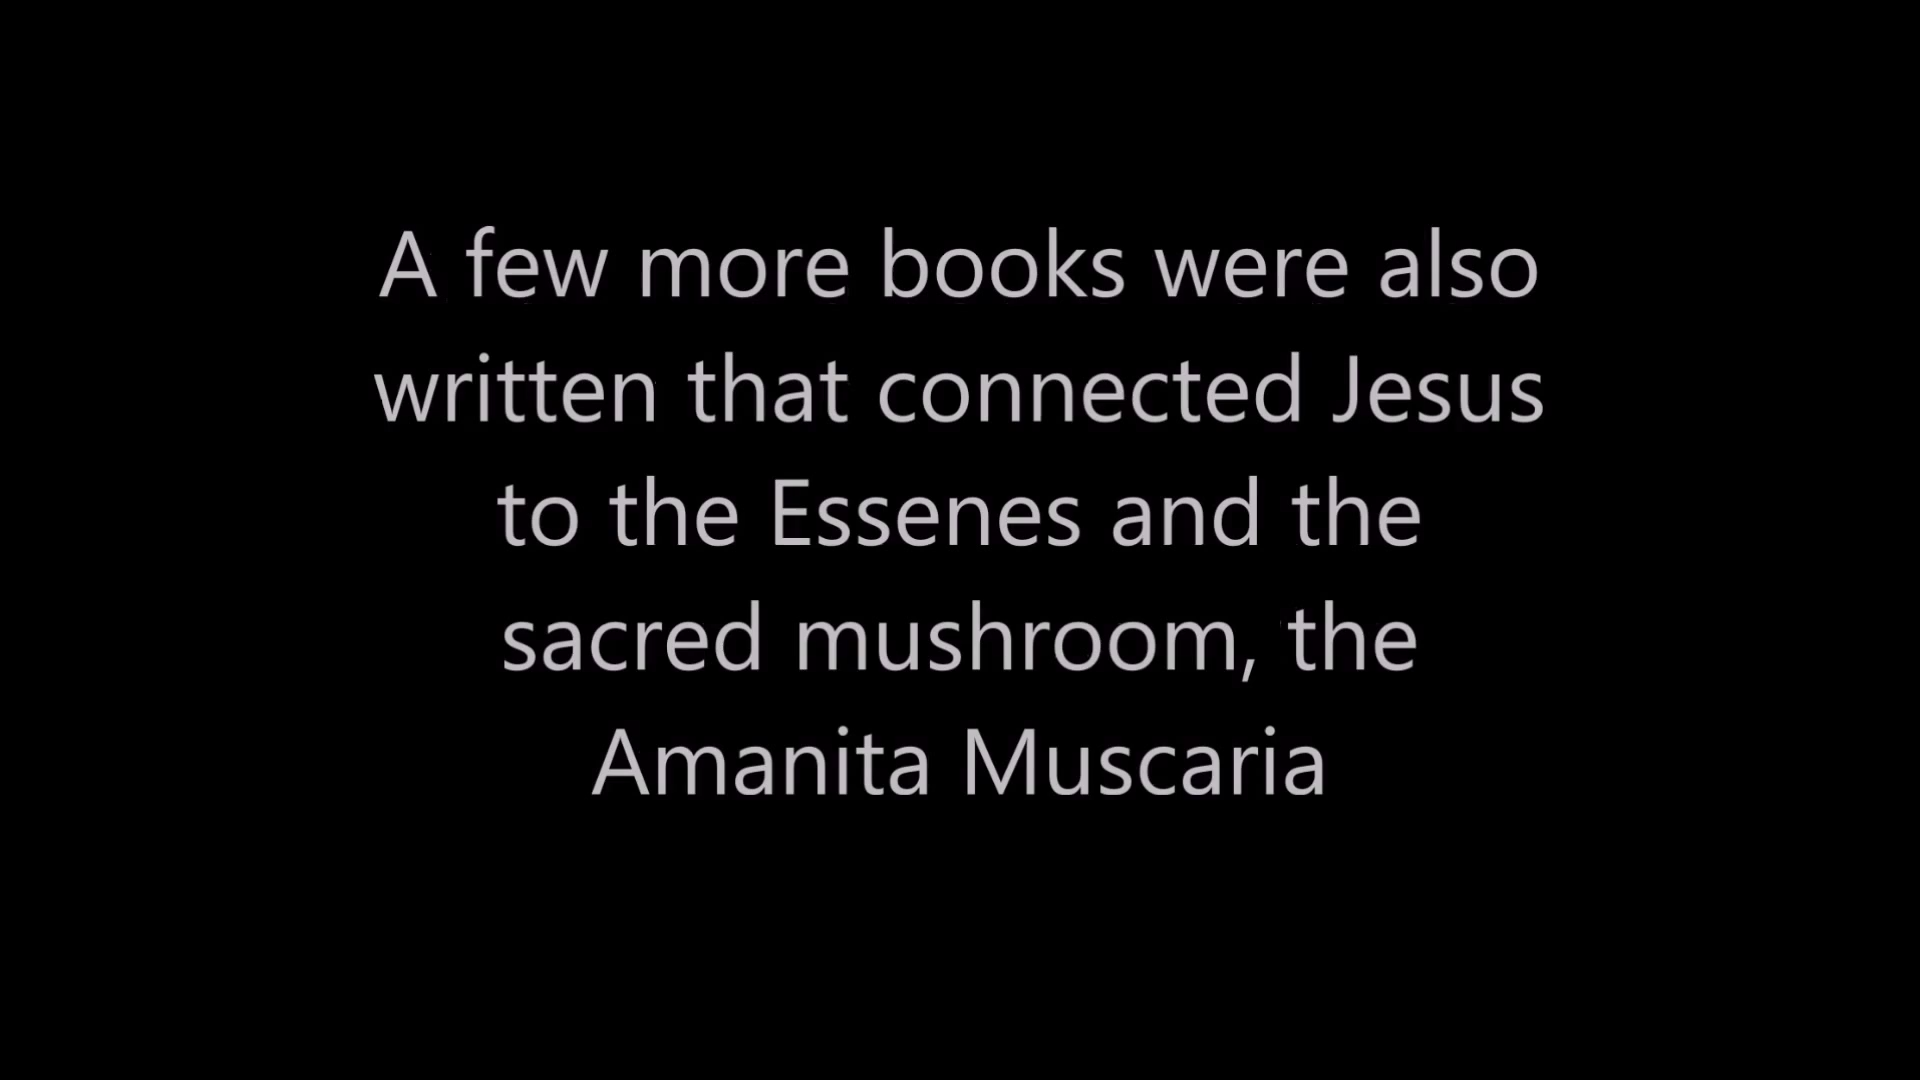 A few more books were also
written that connected Jesus
to the Essenes and the
sacred mushroom, the
Amanita Muscaria